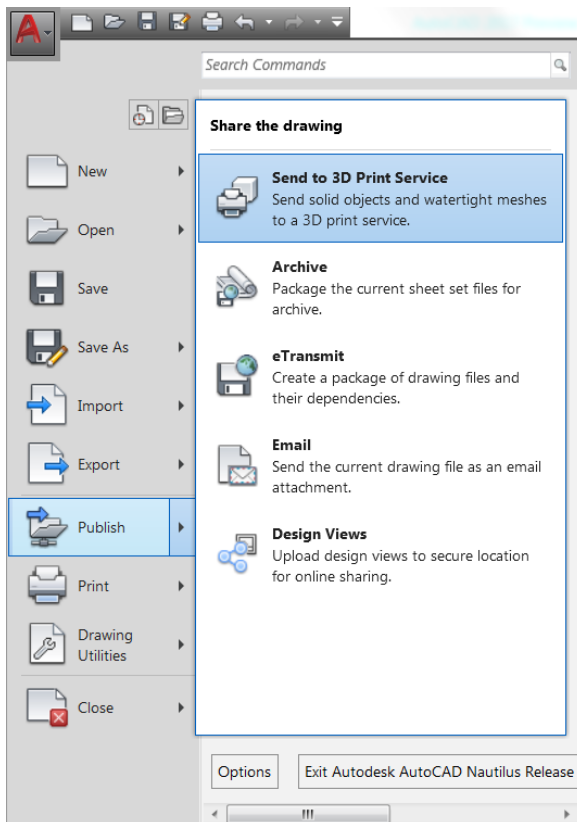 A
Search Commands
Share the drawing
New
Open
Save
Save As
Import
Export
Publish
Print
Drawing
Utilities
Close
Send to 3D Print Service
Send solid objects and watertight meshes
to a 3D print service.
Archive
Package the current sheet set files for
archive.
eTransmit
Create a package of drawing files and
their dependencies.
Email
Send the current drawing file as an email
attachment.
Design Views
Upload design views to secure location
for online sharing.
Options
Exit Autodesk AutoCAD Nautilus Release